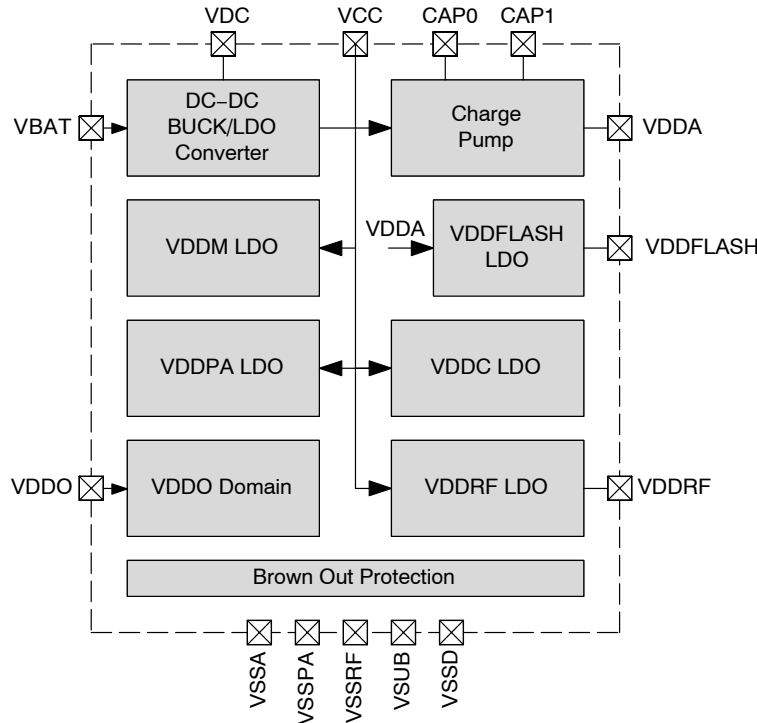 VDC
VCC
CAP0
CAP1
VBAT
DC−DC
BUCK/LDO
Converter
Charge
Pump
VDDA
VDDM LDO
VDDA
VDDFLASH
LDO
VDDFLASH
VDDPA LDO
VDDC LDO
VDDO
VDDO Domain
VDDRF LDO
VDDRF
Brown Out Protection
VSSA
VSSPA
VSSRF
VSUB
VSSD